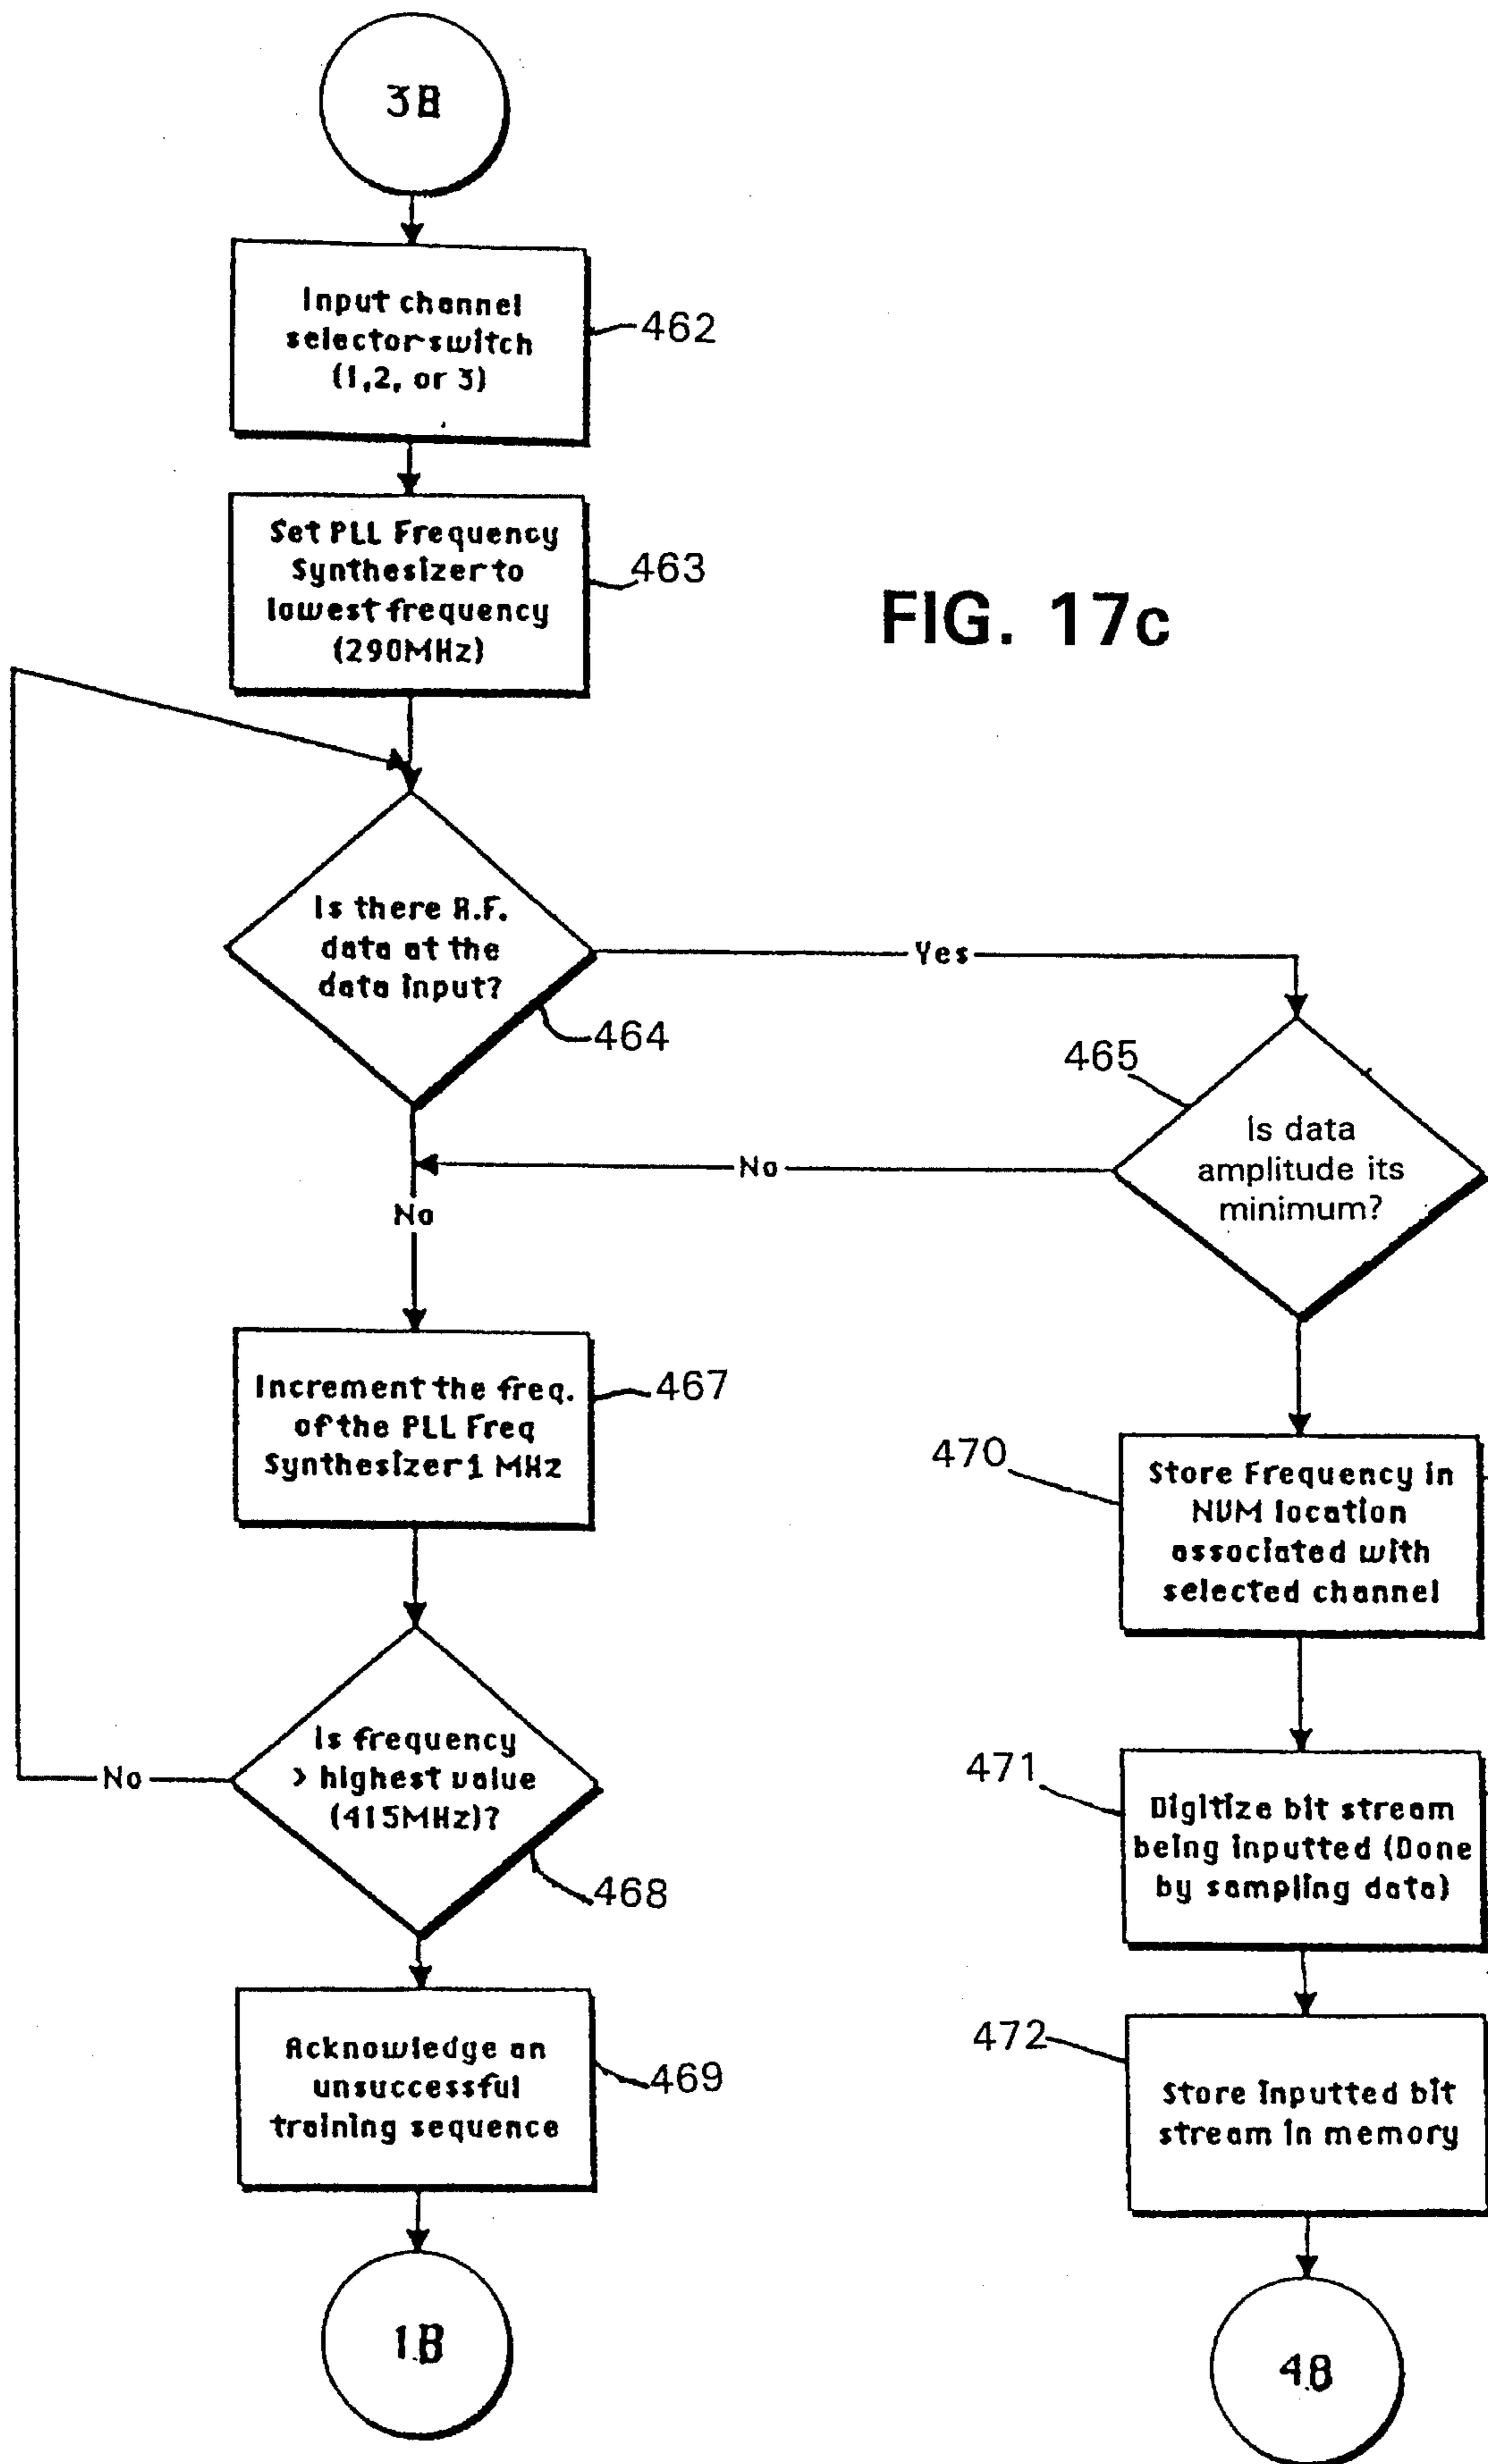 3B
Input channel
selector switch
(1,2, or 3)
462
Set PLL Frequency
Synthesizer to
lowest frequency
(290MHz)
463
FIG. 17c
Is there R.F.
data at the
data input?
464
Yes
465
Is data
amplitude its
minimum?
No
No
Increment the freq.
of the PLL Freq
Synthesizer 1 MHz
467
470
Store Frequency in
NVM location
associated with
selected channel
Is frequency
> highest value
(415MHz)?
No
468
471
Digitize bit stream
being inputted (Done
by sampling data)
Acknowledge an
unsuccessful
training sequence
469
472
Store inputted bit
stream in memory
1B
4B